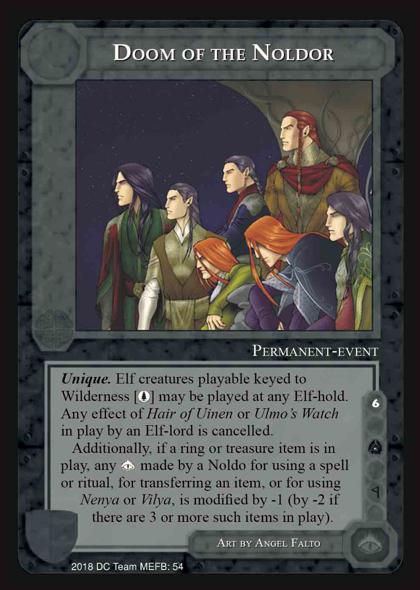 DOOM OF THE NOLDOR
PERMANENT-EVENT
Unique. Elf creatures playable keyed to
Wilderness [] may be played at any Elf-hold.
Any effect of Hair of Uinen or Ulmo's Watch
in play by an Elf-lord is cancelled.
Additionally, if a ring or treasure item is in
play, any made by a Noldo for using a spell
or ritual, for transferring an item, or for using
Nenya or Vilya, is modified by -1 (by -2 if
there are 3 or more such items in play).
6
ART BY ANGEL FALTO
2018 DC Team MEFB: 54